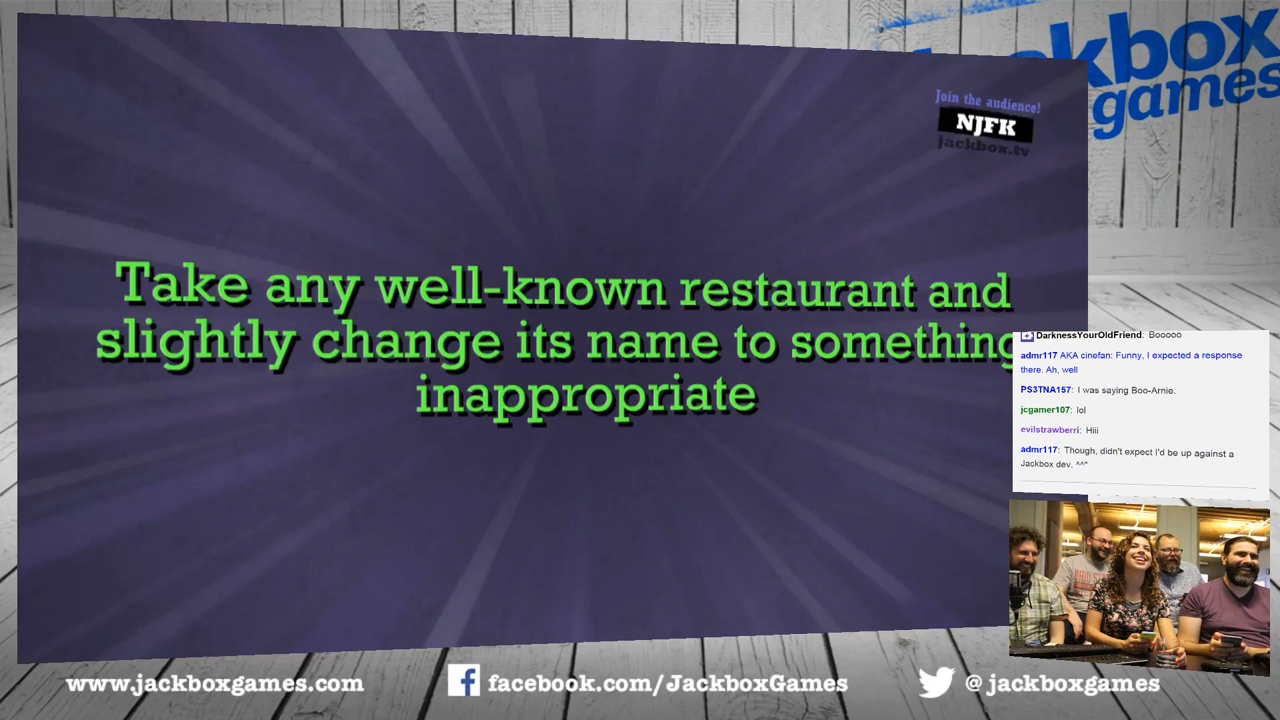 jackbox
games
Join the audience!
NJFK
jackbox.tv
Take any well-known restaurant and
slightly change its name to something
inappropriate
DarknessYourOldFriend: Booooo
admr117 AKA cinefan: Funny, I expected a response
there. Ah, well
PS3TNA157: I was saying Boo-Arnie.
jcgamer107: lol
evilstrawberri: Hiii
admr117: Though, didn't expect I'd be up against a
Jackbox dev. ^^"
www.jackboxgames.com
facebook.com/JackboxGames
@jackboxgames